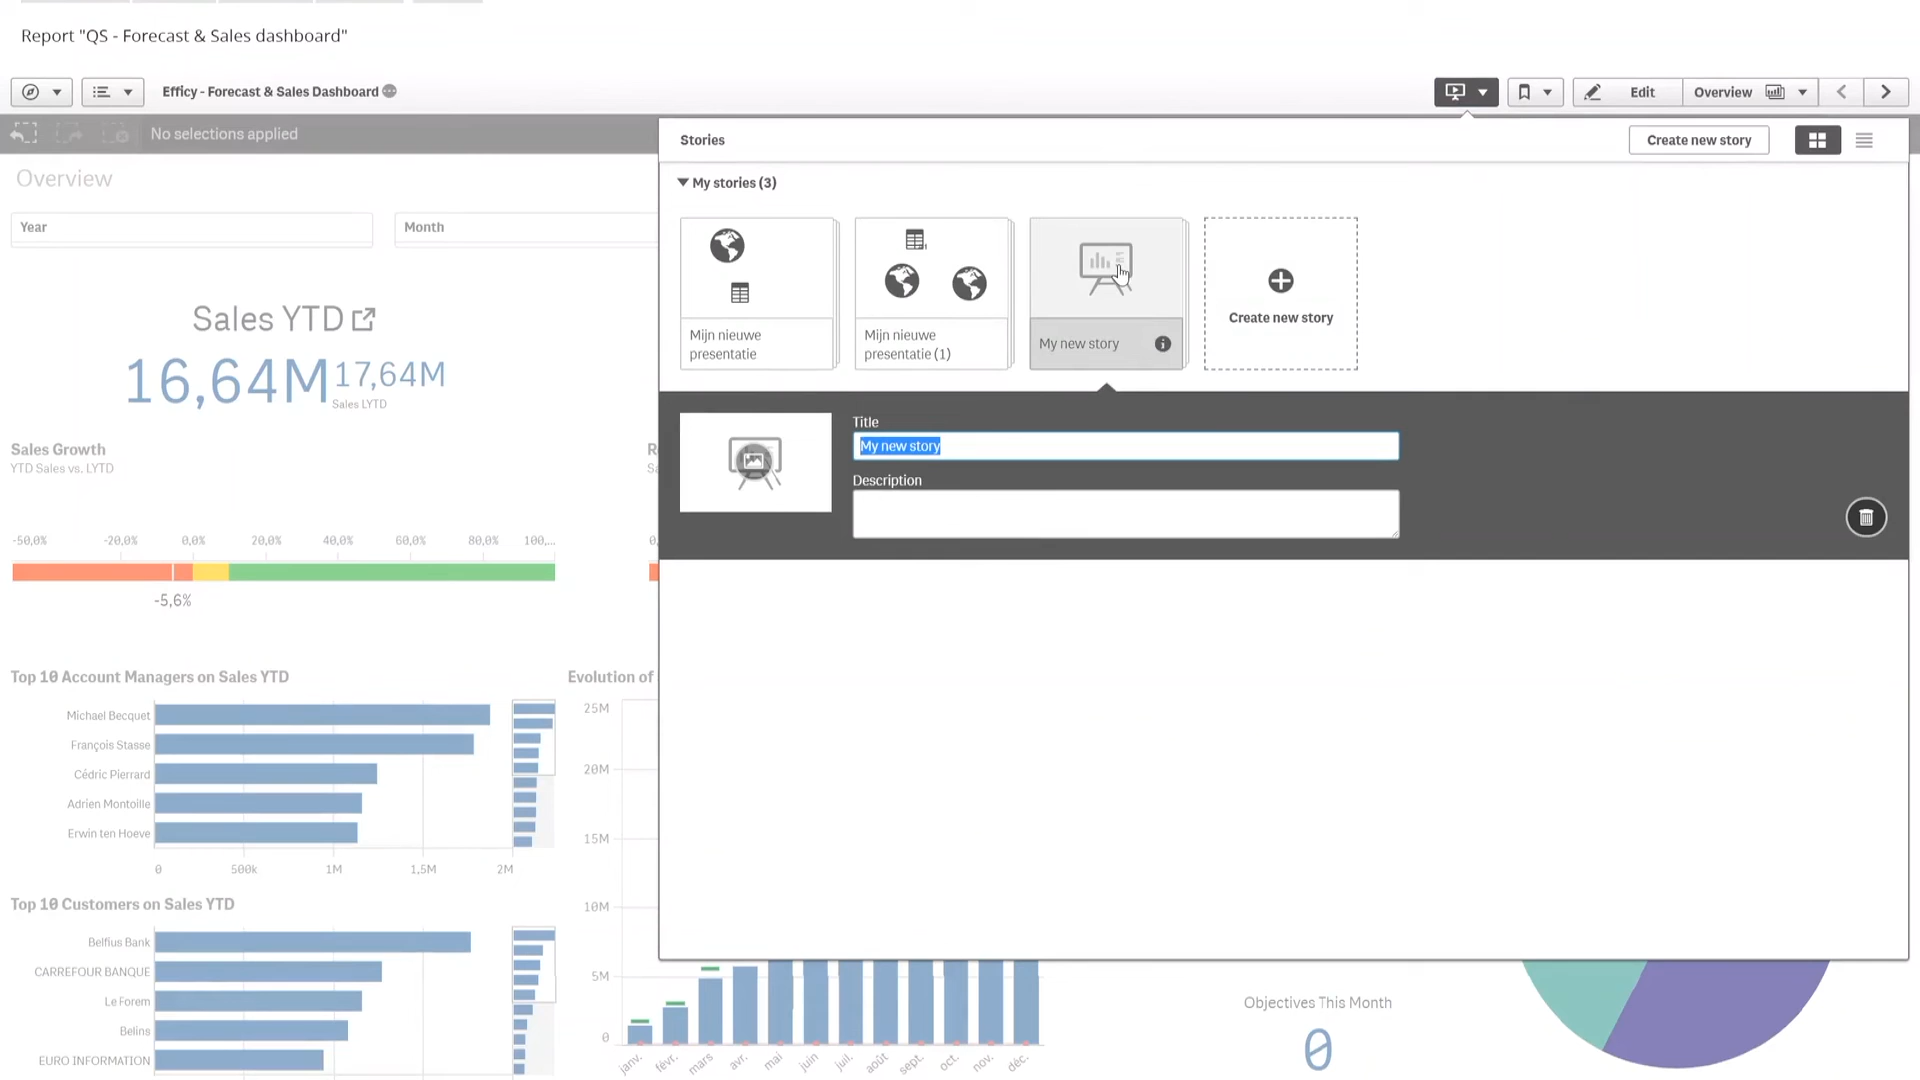 Report "QS - Forecast & Sales dashboard"
Efficy - Forecast & Sales Dashboard
Edit
Overview
No selections applied
Stories
Create new story
Overview
My stories (3)
Year
Month
Mijn nieuwe
presentatie
Mijn nieuwe
presentatie (1)
My new story
Create new story
Sales YTD
16,64M
17,64M
Sales LYTD
Title
My new story
Description
Sales Growth
YTD Sales vs. LYTD
-50,0%
-20,0%
0,0%
20,0%
40,0%
60,0%
80,0%
100,...
-5,6%
Top 10 Account Managers on Sales YTD
Michael Becquet
François Stasse
Cédric Pierrard
Adrien Montoille
Erwin ten Hoeve
0
500k
1M
1,5M
2M
Evolution of
25M
20M
15M
10M
5M
0
janv.
févr.
mars
avr.
mai
juin
juil.
août
sept.
oct.
nov.
déc.
Top 10 Customers on Sales YTD
Belfius Bank
CARREFOUR BANQUE
Le Forem
Belins
EURO INFORMATION
Objectives This Month
0